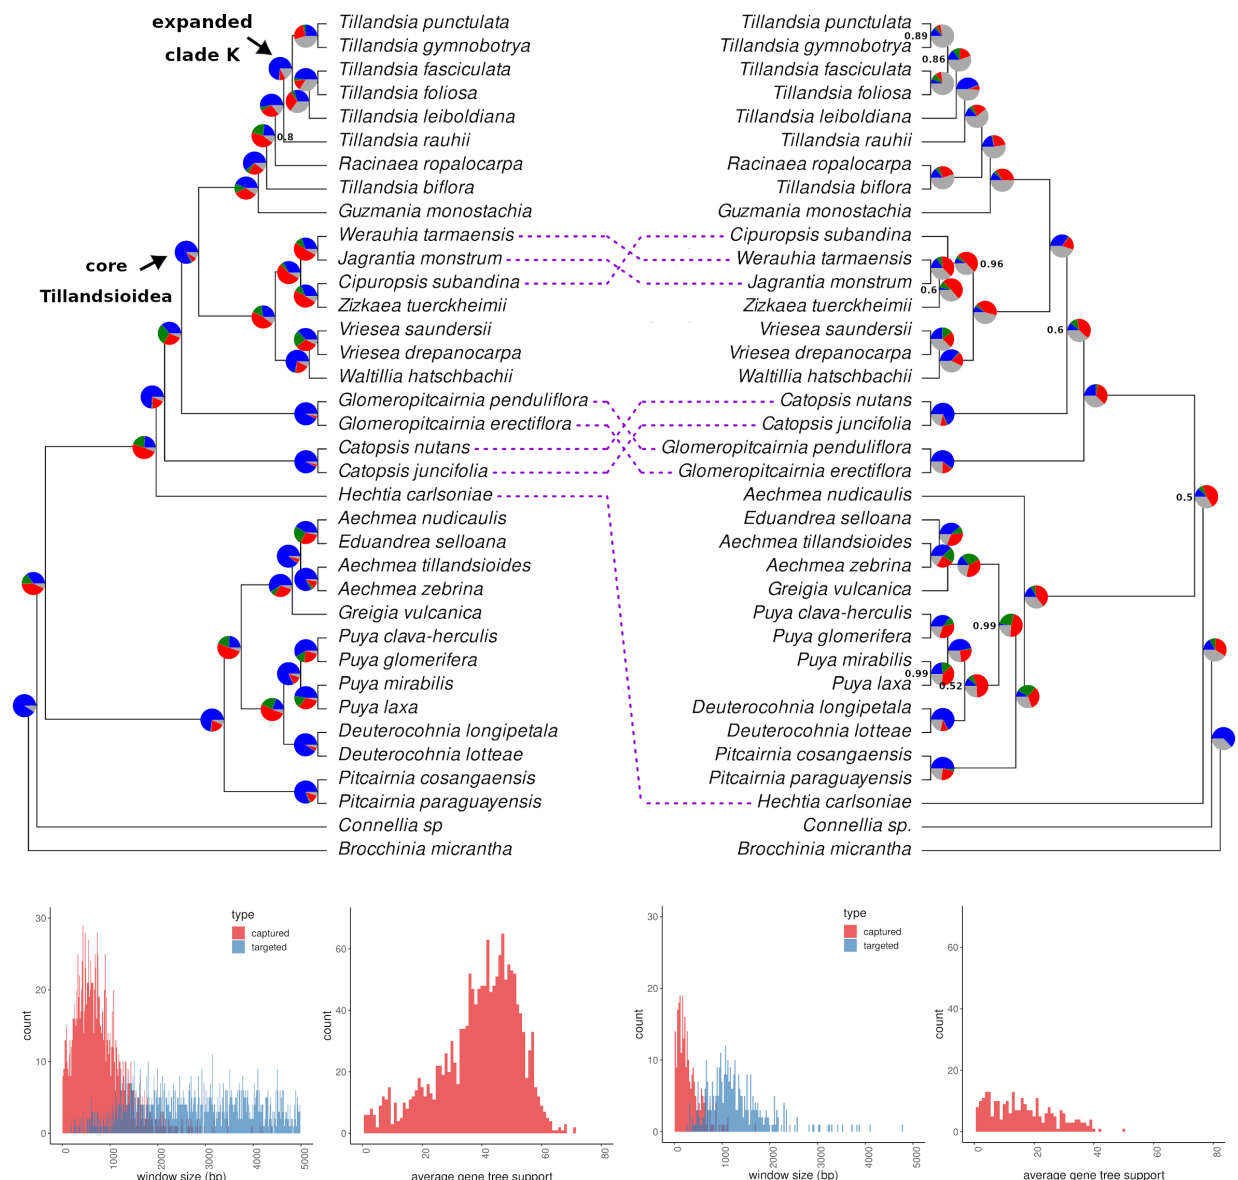 expanded
clade K
core
Tillandsioidea
Tillandsia punctulata
Tillandsia gymnobotrya
Tillandsia fasciculata
Tillandsia foliosa
Tillandsia leiboldiana
0.8
Tillandsia rauhii
Racinaea ropalocarpa
Tillandsia biflora
Guzmania monostachia
Werauhia tarmaensis
Jagrantia monstrum
Cipuropsis subandina
Zizkaea tuerckheimii
Vriesea saundersii
Vriesea drepanocarpa
Waltillia hatschbachii
Glomeropitcairnia penduliflora
Glomeropitcairnia erectiflora
Catopsis nutans
Catopsis juncifolia
Hechtia carlsoniae
Aechmea nudicaulis
Eduandrea selloana
Aechmea tillandsioides
Aechmea zebrina
Greigia vulcanica
Puya clava-herculis
Puya glomerifera
Puya mirabilis
Puya laxa
Deuterocohnia longipetala
Deuterocohnia lotteae
Pitcairnia cosangaensis
Pitcairnia paraguayensis
Connellia sp
Brocchinia micrantha
Tillandsia punctulata
0.89
Tillandsia gymnobotrya
0.86
Tillandsia fasciculata
Tillandsia foliosa
Tillandsia leiboldiana
Tillandsia rauhii
Racinaea ropalocarpa
Tillandsia biflora
Guzmania monostachia
Cipuropsis subandina
Werauhia tarmaensis
0.96
Jagrantia monstrum
0.6
Zizkaea tuerckheimii
Vriesea saundersii
0.6
Vriesea drepanocarpa
Waltillia hatschbachii
Catopsis nutans
Catopsis juncifolia
Glomeropitcairnia penduliflora
Glomeropitcairnia erectiflora
Aechmea nudicaulis
0.5
Eduandrea selloana
Aechmea tillandsioides
Aechmea zebrina
Greigia vulcanica
Puya clava-herculis
0.99
Puya glomerifera
Puya mirabilis
0.99
Puya laxa
0.52
Deuterocohnia longipetala
Deuterocohnia lotteae
Pitcairnia cosangaensis
Pitcairnia paraguayensis
Hechtia carlsoniae
Connellia sp.
Brocchinia micrantha
type
captured
targeted
count
30
20
10
0
0
1000
2000
3000
4000
5000
window size (bp)
count
60
40
20
0
0
20
40
60
80
average gene tree support
type
captured
targeted
count
30
20
10
0
0
1000
2000
3000
4000
5000
window size (bp)
count
60
40
20
0
0
20
40
60
80
average gene tree support